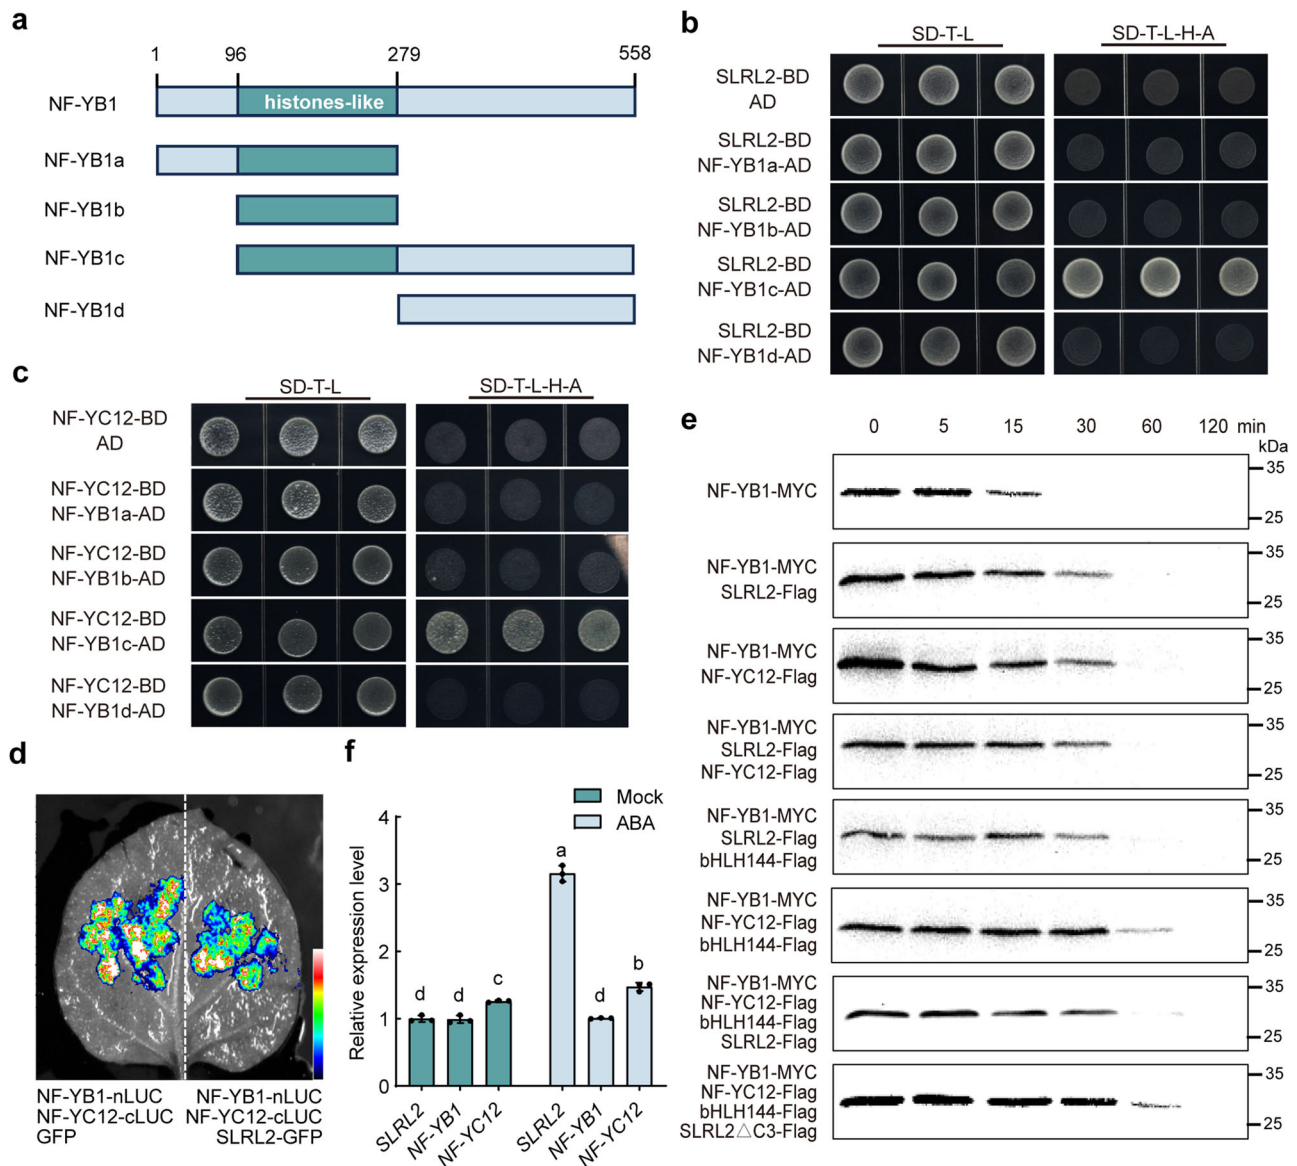 a
1 96 279 558
NF-YB1
histones-like
NF-YB1a
NF-YB1b
NF-YB1c
NF-YB1d
b
SD-T-L SD-T-L-H-A
SLRL2-BD
AD
SLRL2-BD
NF-YB1a-AD
SLRL2-BD
NF-YB1b-AD
SLRL2-BD
NF-YB1c-AD
SLRL2-BD
NF-YB1d-AD
c
SD-T-L SD-T-L-H-A
NF-YC12-BD
AD
NF-YC12-BD
NF-YB1a-AD
NF-YC12-BD
NF-YB1b-AD
NF-YC12-BD
NF-YB1c-AD
NF-YC12-BD
NF-YB1d-AD
d
NF-YB1-nLUC
NF-YC12-cLUC
GFP
NF-YB1-nLUC
NF-YC12-cLUC
SLRL2-GFP
e
0 5 15 30 60 120 min
kDa
NF-YB1-MYC
35
25
NF-YB1-MYC
SLRL2-Flag
35
25
NF-YB1-MYC
NF-YC12-Flag
35
25
NF-YB1-MYC
SLRL2-Flag
NF-YC12-Flag
35
25
NF-YB1-MYC
SLRL2-Flag
bHLH144-Flag
35
25
NF-YB1-MYC
NF-YC12-Flag
bHLH144-Flag
35
25
NF-YB1-MYC
NF-YC12-Flag
bHLH144-Flag
SLRL2-Flag
35
25
NF-YB1-MYC
NF-YC12-Flag
bHLH144-Flag
SLRL2△C3-Flag
35
25
f
Mock
ABA
Relative expression level
4
3
2
1
0
d d c a d b
SLRL2 NF-YB1 NF-YC12 SLRL2 NF-YB1 NF-YC12